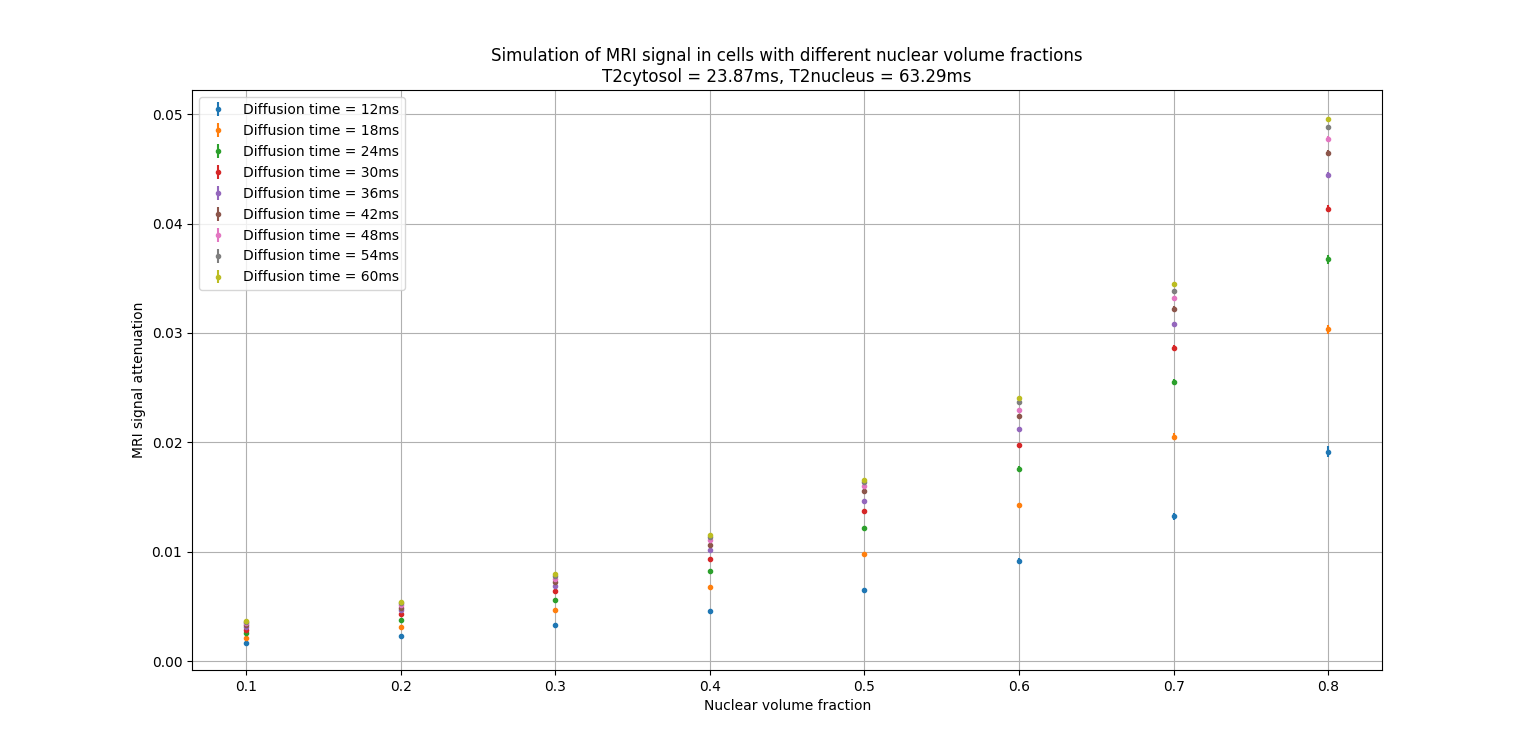 Simulation of MRI signal in cells with different nuclear volume fractions
T2cytosol = 23.87ms, T2nucleus = 63.29ms
Diffusion time = 12ms
Diffusion time = 18ms
Diffusion time = 24ms
Diffusion time = 30ms
Diffusion time = 36ms
Diffusion time = 42ms
Diffusion time = 48ms
Diffusion time = 54ms
Diffusion time = 60ms
MRI signal attenuation
0.05
0.04
0.03
0.02
0.01
0.00
0.1 0.2 0.3 0.4 0.5 0.6 0.7 0.8
Nuclear volume fraction